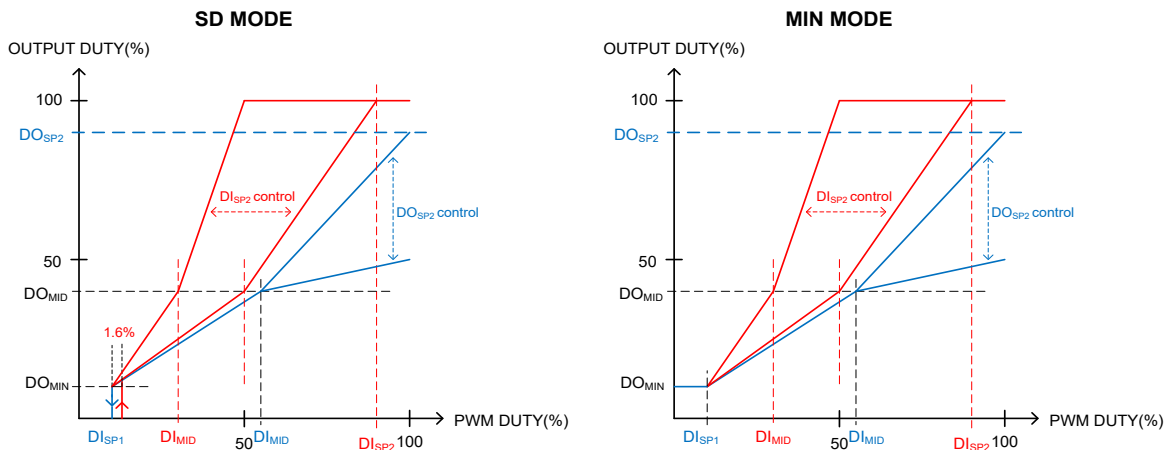 SD MODE
OUTPUT DUTY(%)
100
DOSP2
DISP2 control
DOSP2 control
50
DOMID
1.6%
DOMIN
PWM DUTY(%)
DISP1
DIMID
50
DIMID
DISP2
100
MIN MODE
OUTPUT DUTY(%)
100
DOSP2
DISP2 control
DOSP2 control
50
DOMID
DOMIN
PWM DUTY(%)
DISP1
DIMID
50
DIMID
DISP2
100